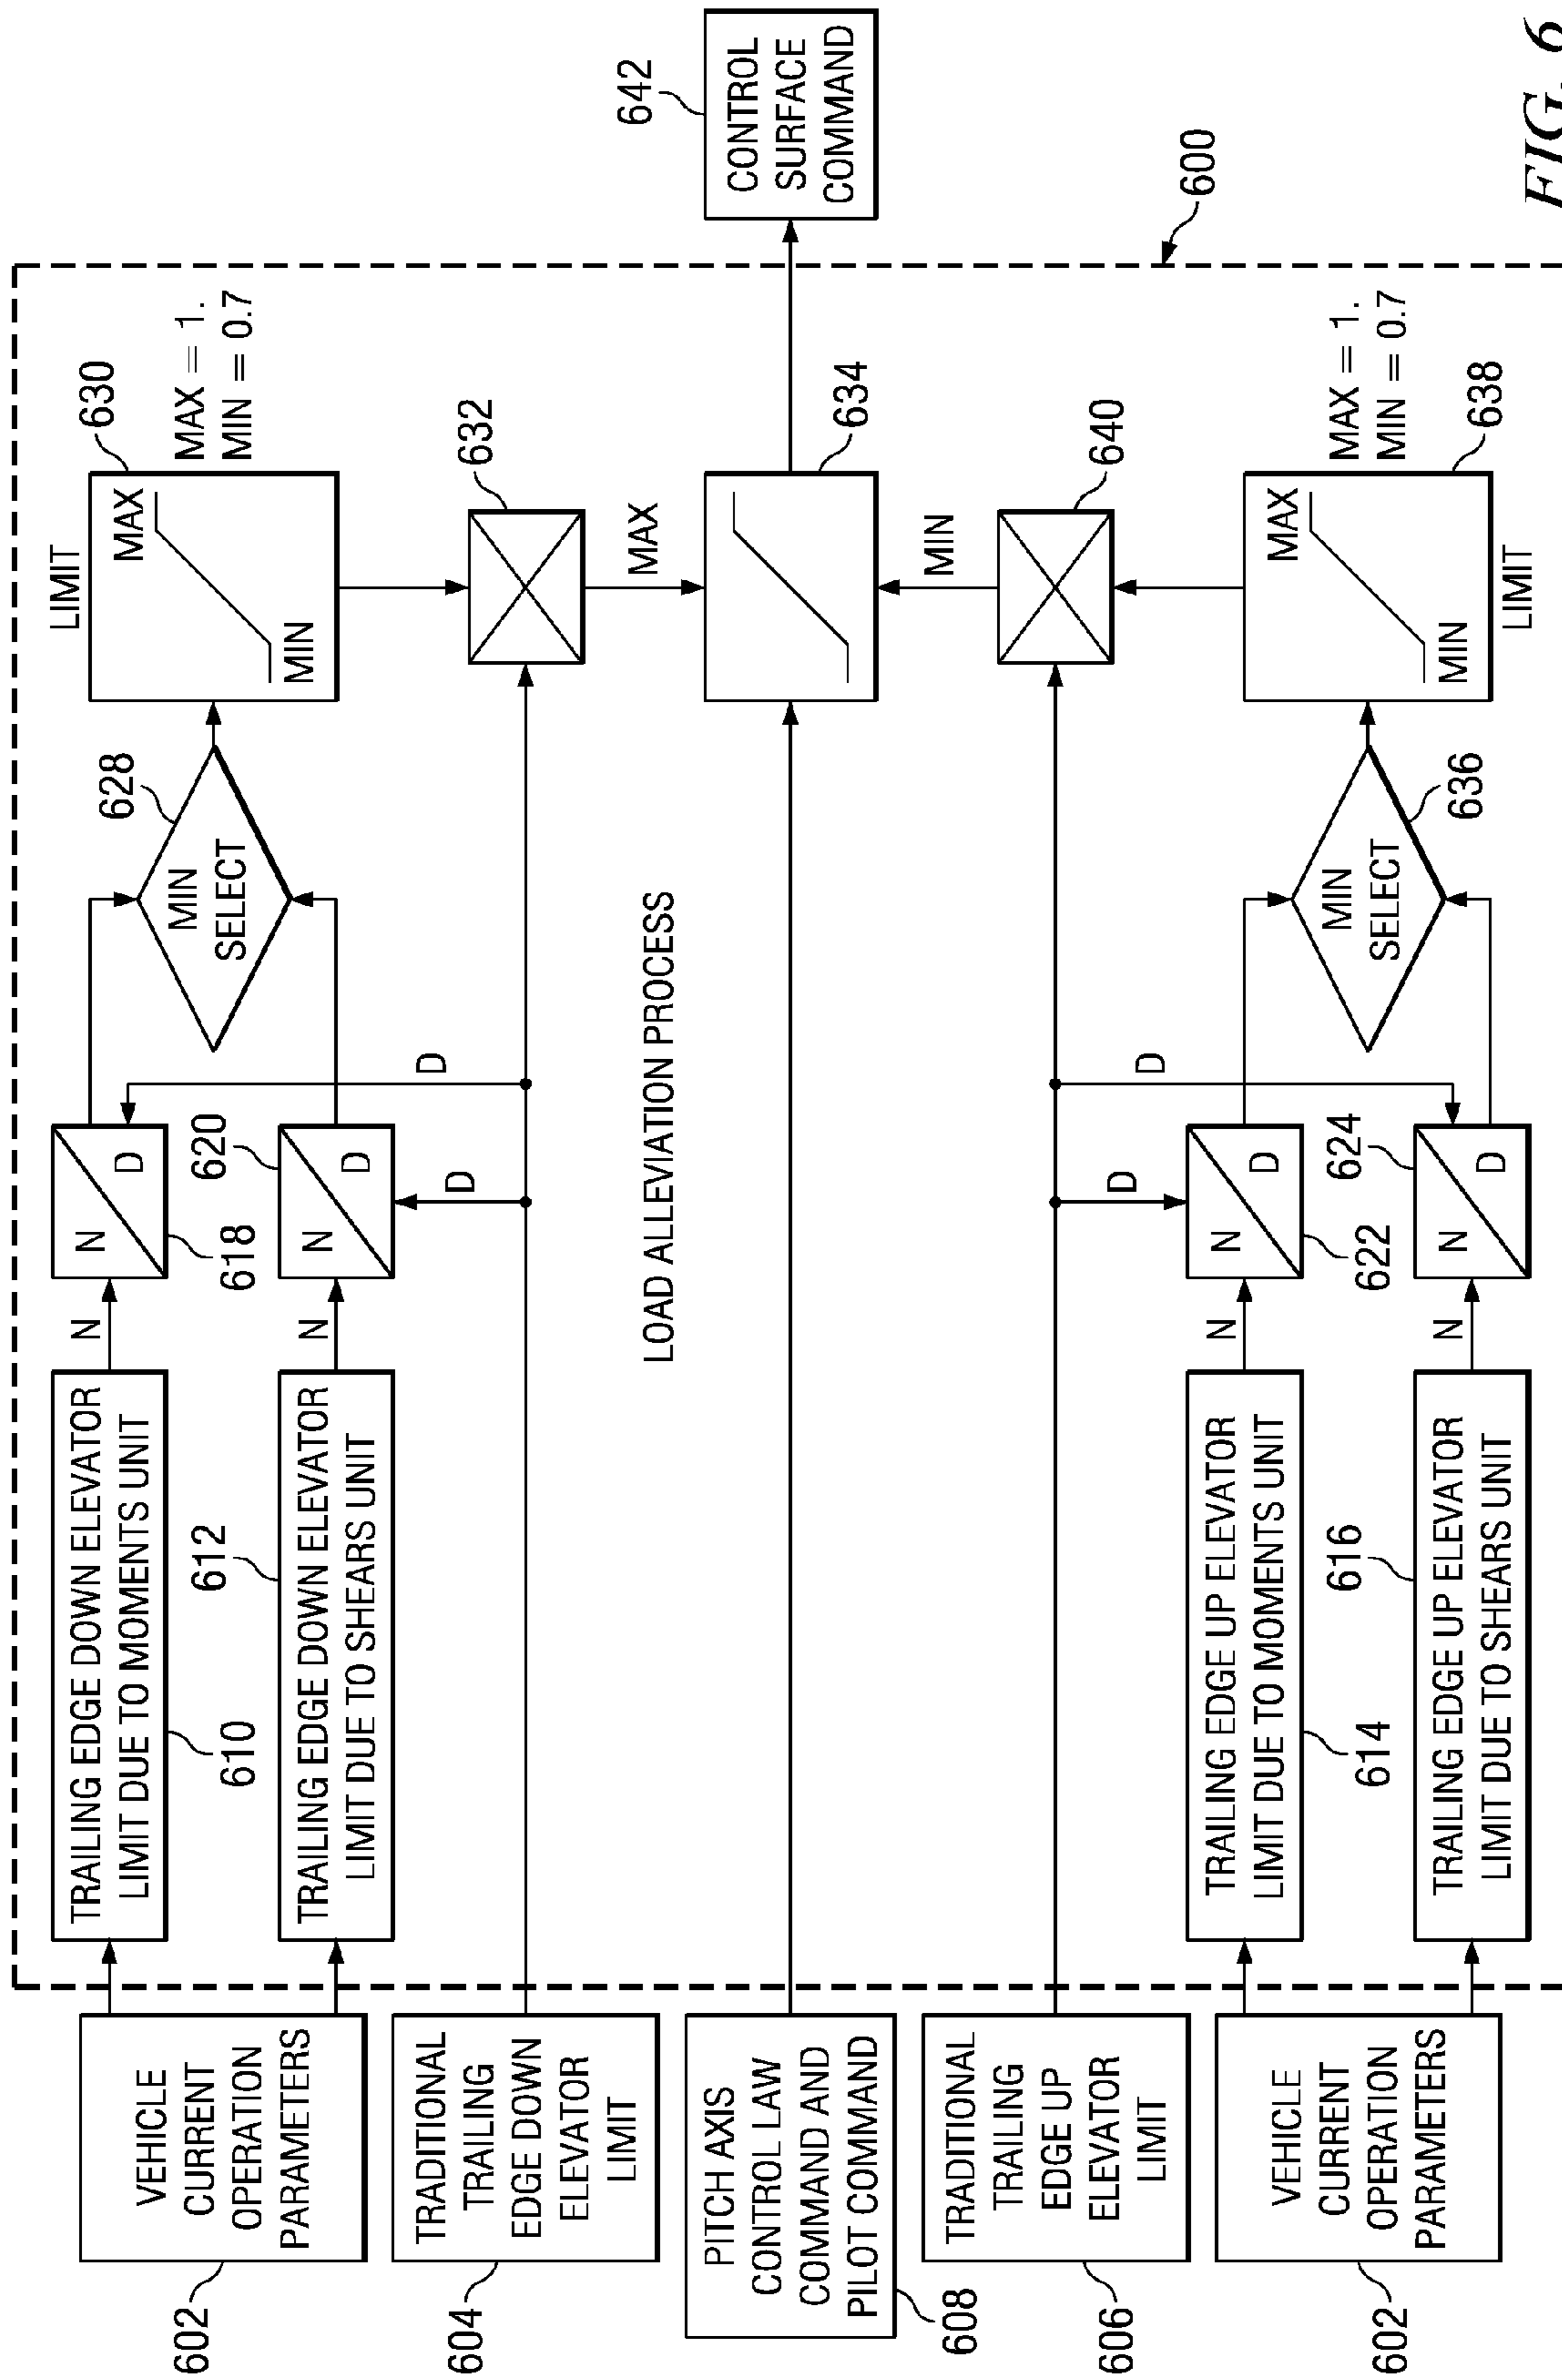 602
VEHICLE
CURRENT
OPERATION
PARAMETERS
604
TRADITIONAL
TRAILING
EDGE DOWN
ELEVATOR
LIMIT
608
PITCH AXIS
CONTROL LAW
COMMAND AND
PILOT COMMAND
606
TRADITIONAL
TRAILING
EDGE UP
ELEVATOR
LIMIT
602
VEHICLE
CURRENT
OPERATION
PARAMETERS
TRAILING EDGE DOWN ELEVATOR
LIMIT DUE TO MOMENTS UNIT
610
612
TRAILING EDGE DOWN ELEVATOR
LIMIT DUE TO SHEARS UNIT
TRAILING EDGE UP ELEVATOR
LIMIT DUE TO MOMENTS UNIT
614
616
TRAILING EDGE UP ELEVATOR
LIMIT DUE TO SHEARS UNIT
N
N
D
618
N
620
N
D
D
D
LOAD ALLEVIATION PROCESS
D
D
N
N
D
622
N
624
N
D
628
MIN
SELECT
MIN
SELECT
636
LIMIT
MAX
MIN
630
MAX = 1.
MIN = 0.7
632
MAX
634
MIN
640
MAX
MIN
LIMIT
MAX = 1.
MIN = 0.7
638
642
CONTROL
SURFACE
COMMAND
600
FIG. 6